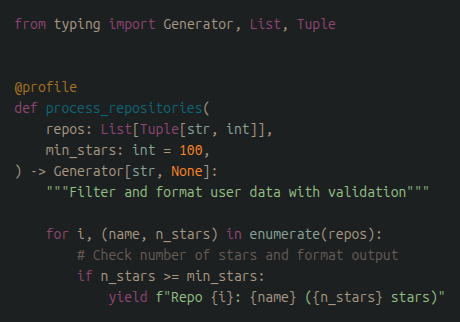 from typing import Generator, List, Tuple
@profile
def process_repositories(
    repos: List[Tuple[str, int]],
    min_stars: int = 100,
) -> Generator[str, None]:
    """Filter and format user data with validation"""
    for i, (name, n_stars) in enumerate(repos):
        # Check number of stars and format output
        if n_stars >= min_stars:
            yield f"Repo {i}: {name} ({n_stars} stars)"